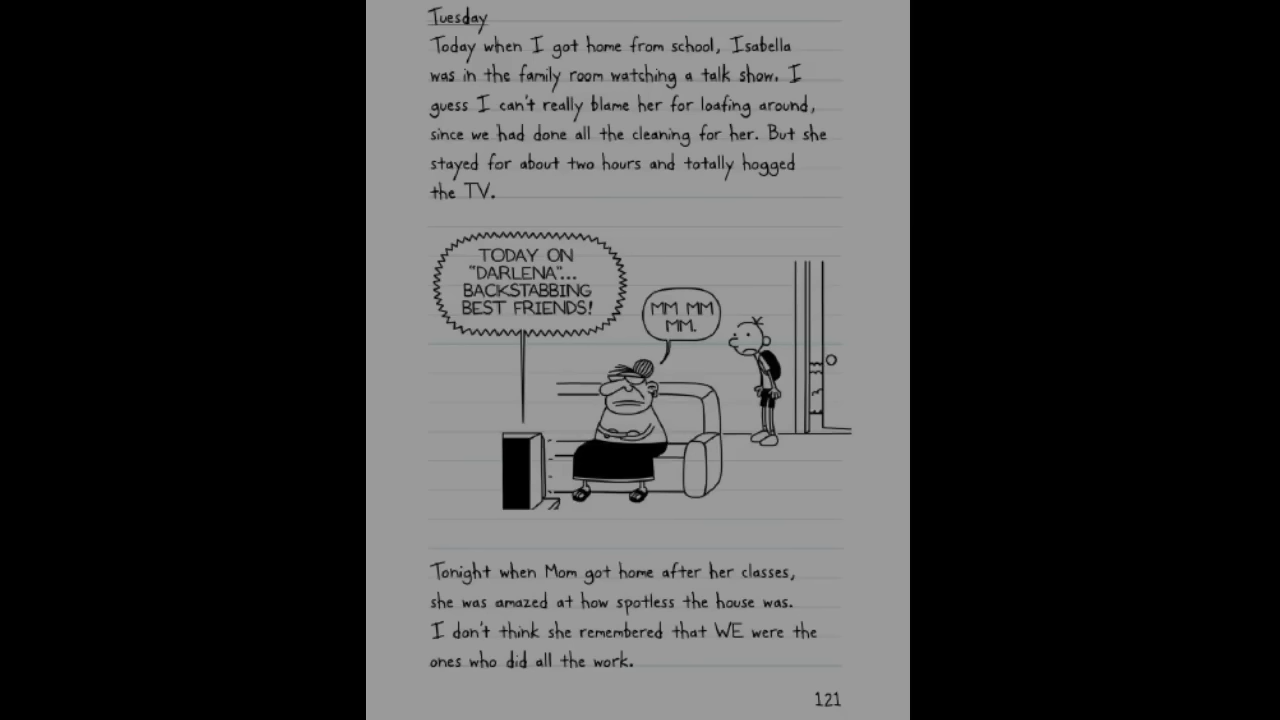 Tuesday
Today when I got home from school, Isabella
was in the family room watching a talk show. I
guess I can't really blame her for loafing around,
since we had done all the cleaning for her. But she
stayed for about two hours and totally hogged
the TV.
TODAY ON
"DARLENA"...
BACKSTABBING
BEST FRIENDS!
MM MM
MM.
Tonight when Mom got home after her classes,
she was amazed at how spotless the house was.
I don't think she remembered that WE were the
ones who did all the work.
121